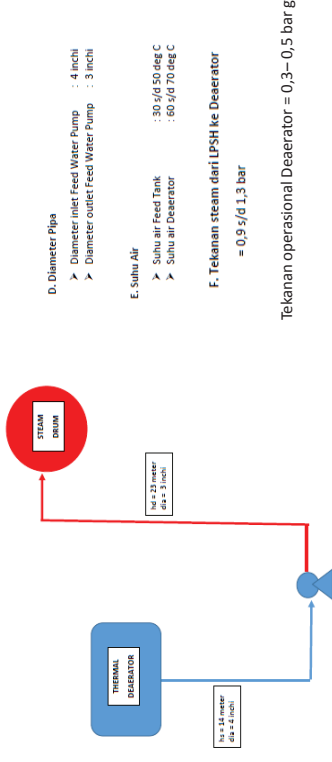 D. Diameter Pipa
➤ Diameter inlet Feed Water Pump : 4 inchi
➤ Diameter outlet Feed Water Pump : 3 inchi
E. Suhu Air
➤ Suhu air Feed Tank : 30 s/d 50 deg C
➤ Suhu air Deaerator : 60 s/d 70 deg C
F. Tekanan steam dari LPSH ke Deaerator
= 0,9 s/d 1,3 bar
Tekanan operasional Deaerator = 0,3– 0,5 bar g
STEAM
DRUM
hd = 23 meter
dia = 3 inchi
THERMAL
DEAERATOR
hs = 14 meter
dia = 4 inchi